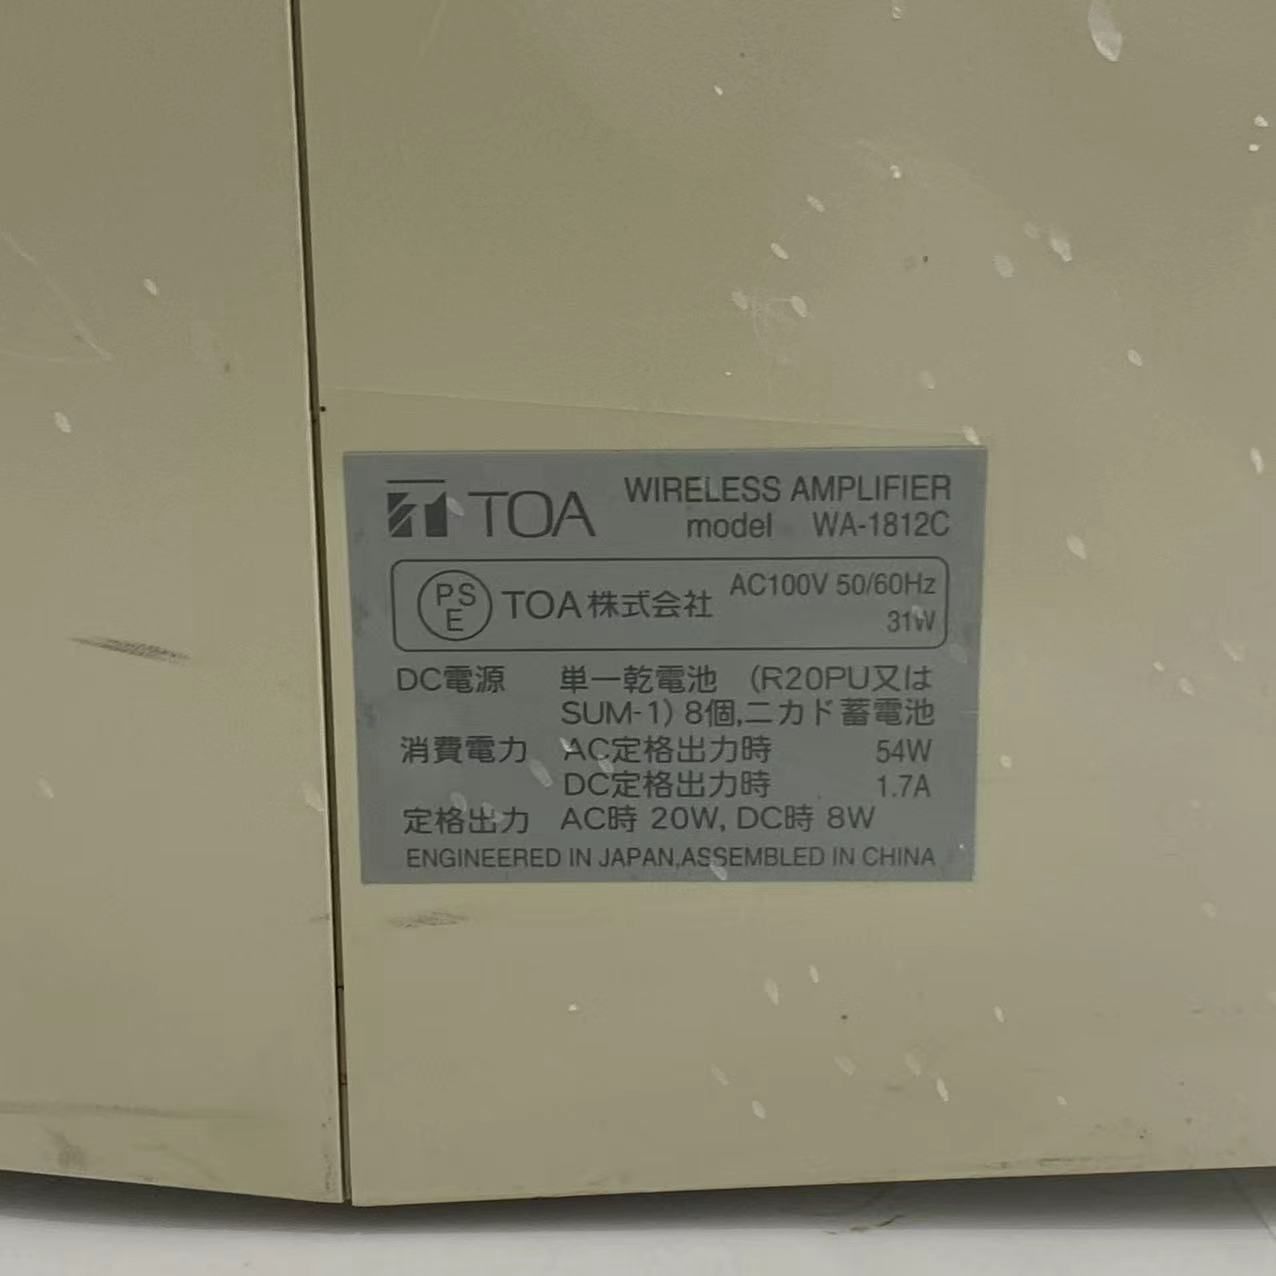 TOA WIRELESS AMPLIFIER
model WA-1812C
PSE TOA株式会社 AC100V 50/60Hz
31W
DC電源 単一乾電池 (R20PU又は
SUM-1) 8個,ニカド蓄電池
消費電力 AC定格出力時 54W
DC定格出力時 1.7A
定格出力 AC時 20W, DC時 8W
ENGINEERED IN JAPAN,ASSEMBLED IN CHINA